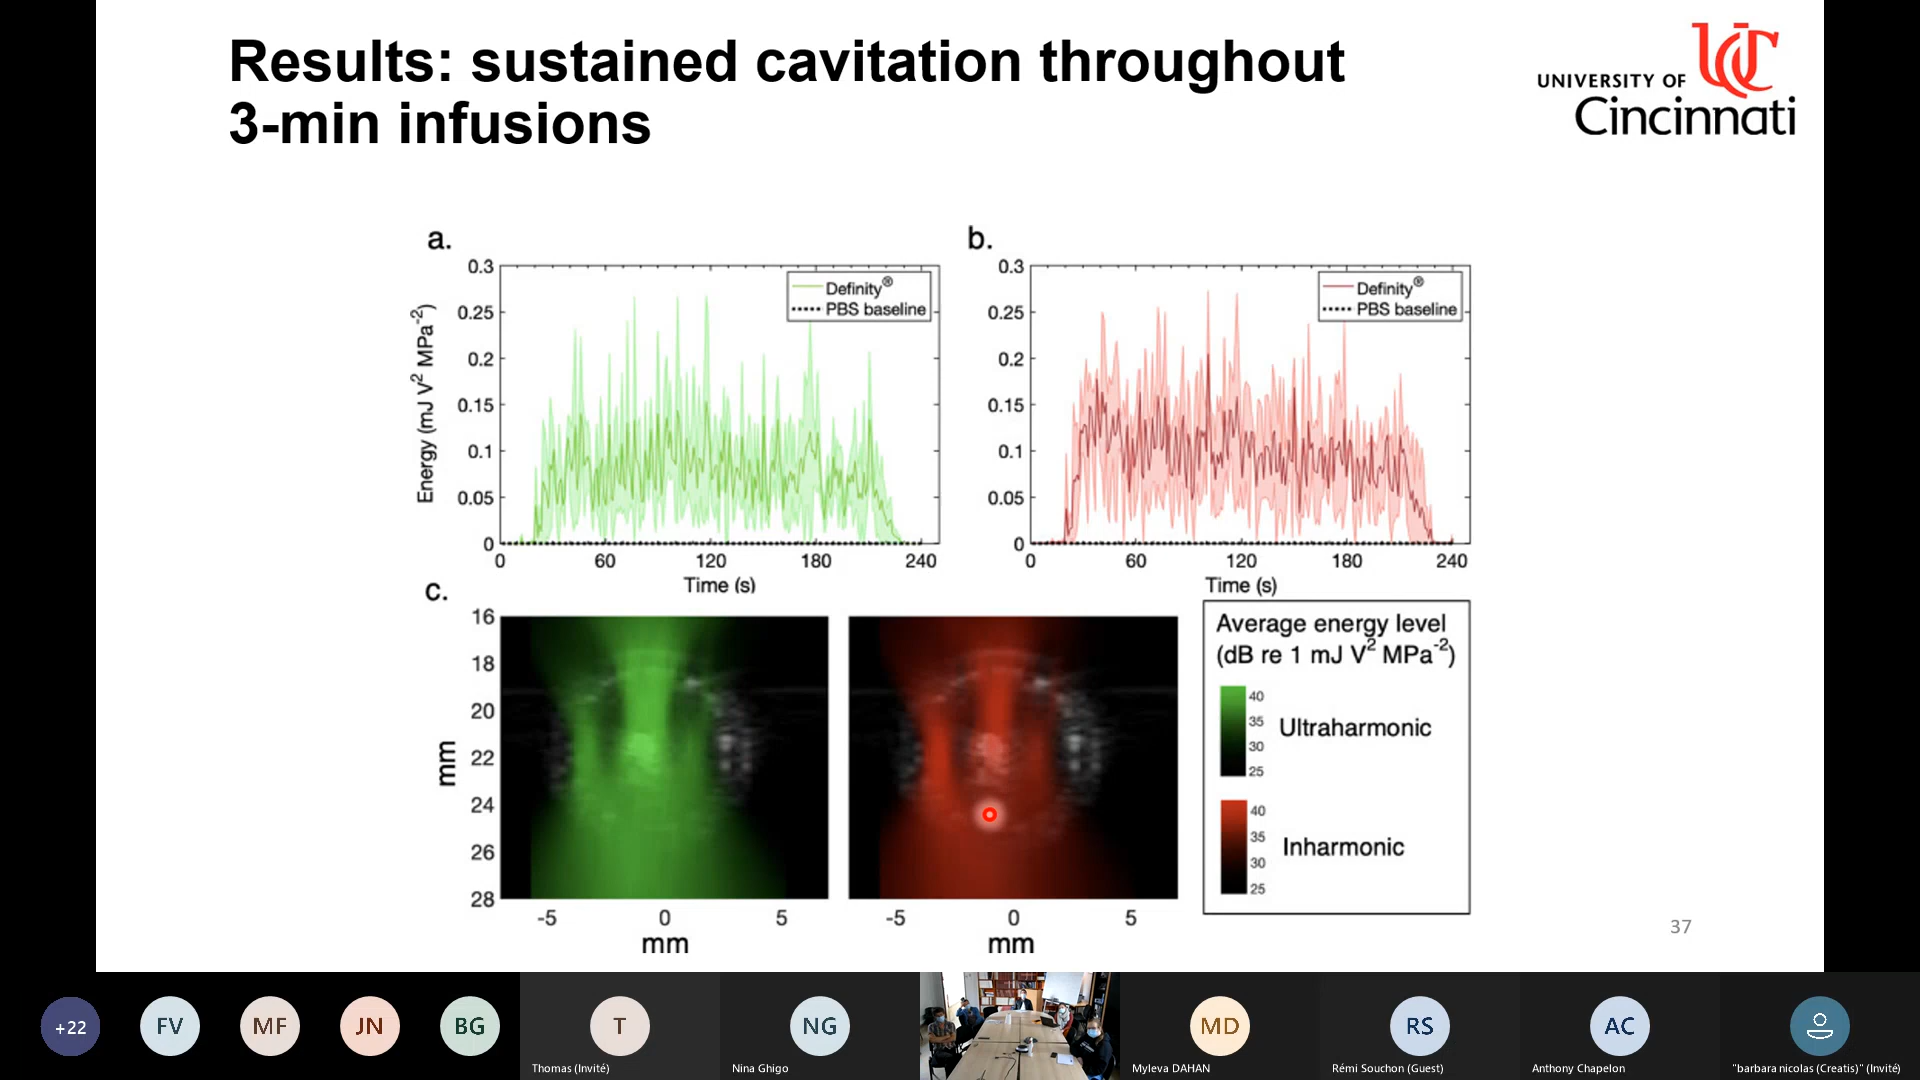 Results: sustained cavitation throughout
3-min infusions
UNIVERSITY OF
UC
Cincinnati
a.
0.3
0.25
0.2
0.15
0.1
0.05
0
Energy (mJ V² MPa⁻²)
Definity®
PBS baseline
0 60 120 180 240
Time (s)
b.
0.3
0.25
0.2
0.15
0.1
0.05
0
Definity®
PBS baseline
0 60 120 180 240
Time (s)
c.
16
18
20
22
24
26
28
mm
-5 0 5
mm
-5 0 5
mm
Average energy level
(dB re 1 mJ V² MPa⁻²)
40
35
30
25
Ultraharmonic
40
35
30
25
Inharmonic
37
+22
FV
MF
JN
BG
T
Thomas (Invité)
NG
Nina Ghigo
MD
Myleva DAHAN
RS
Rémi Souchon (Guest)
AC
Anthony Chapelon
"barbara nicolas (Creatis)" (Invité)